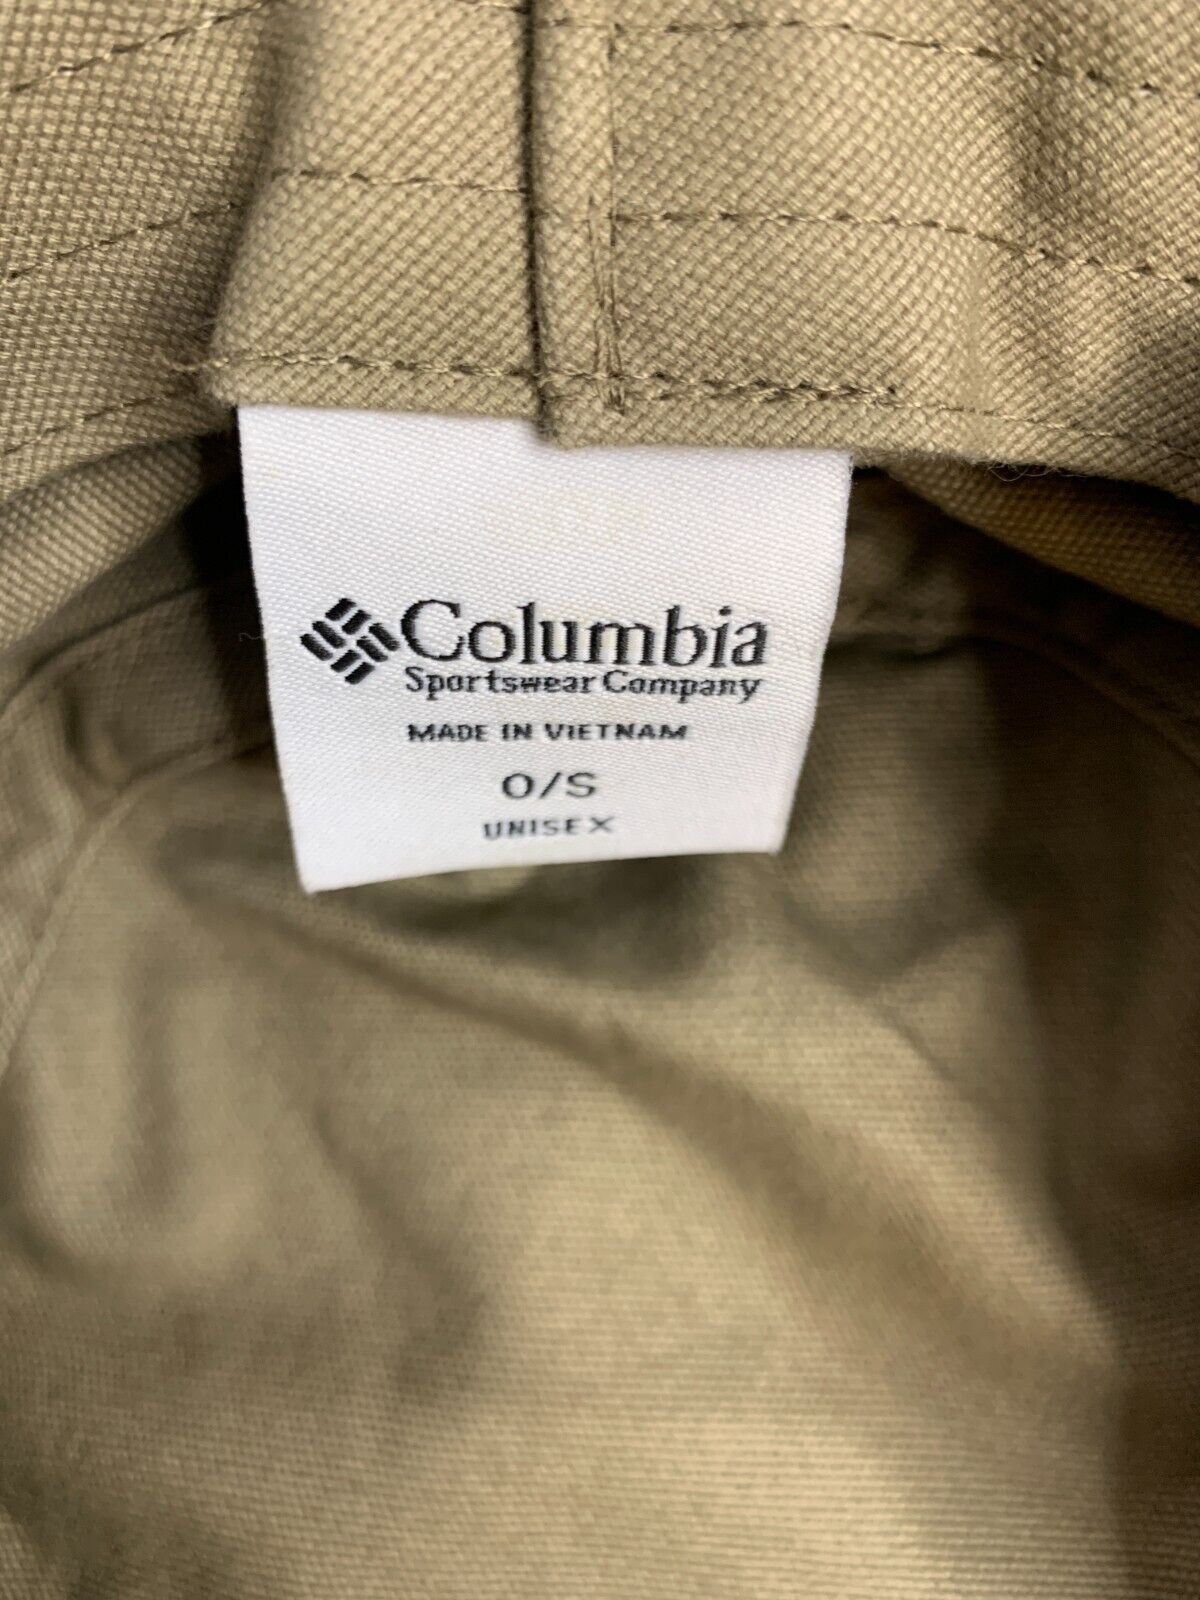 Columbia
Sportswear Company
MADE IN VIETNAM
O/S
UNISEX